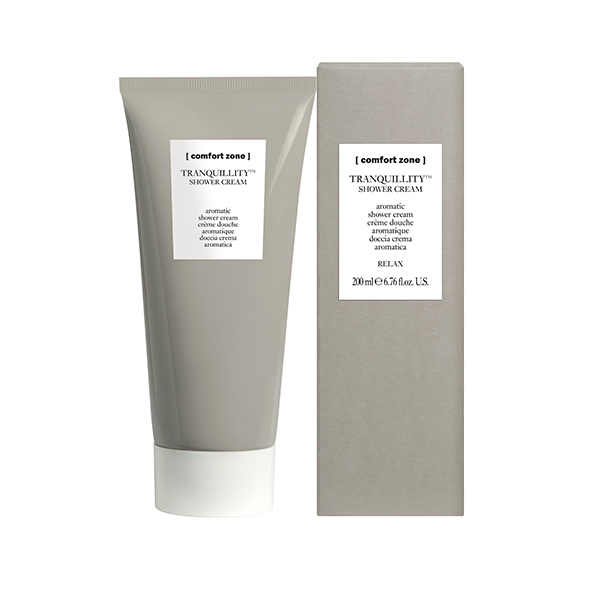 [ comfort zone ]
TRANQUILLITY™
SHOWER CREAM
aromatic
shower cream
crème douche
aromatique
doccia crema
aromatica
[ comfort zone ]
TRANQUILLITY™
SHOWER CREAM
aromatic
shower cream
crème douche
aromatique
doccia crema
aromatica
RELAX
200 ml ℮ 6.76 fl.oz. U.S.